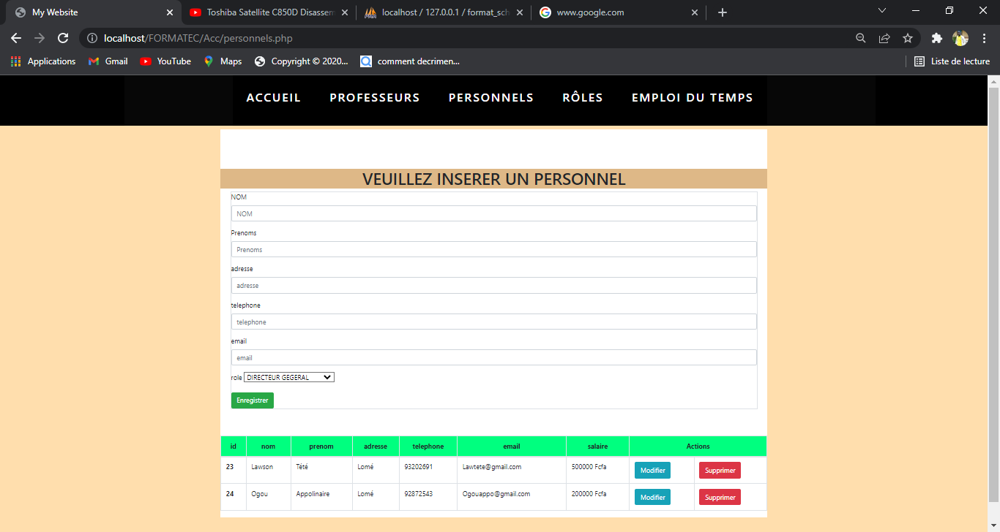 My Website
Toshiba Satellite C850D Disassem
localhost / 127.0.0.1 / format_sch
www.google.com
localhost/FORMATEC/Acc/personnels.php
Applications Gmail YouTube Maps Copyright © 2020... comment decrimen... Liste de lecture
ACCUEIL PROFESSEURS PERSONNELS RÔLES EMPLOI DU TEMPS
VEUILLEZ INSERER UN PERSONNEL
NOM
NOM
Prenoms
Prenoms
adresse
adresse
telephone
telephone
email
email
role DIRECTEUR GEGERAL
Enregistrer
id nom prenom adresse telephone email salaire Actions
23 Lawson Tété Lomé 93202691 Lawtete@gmail.com 500000 Fcfa Modifier Supprimer
24 Ogou Appolinaire Lomé 92872543 Ogouappo@gmail.com 200000 Fcfa Modifier Supprimer